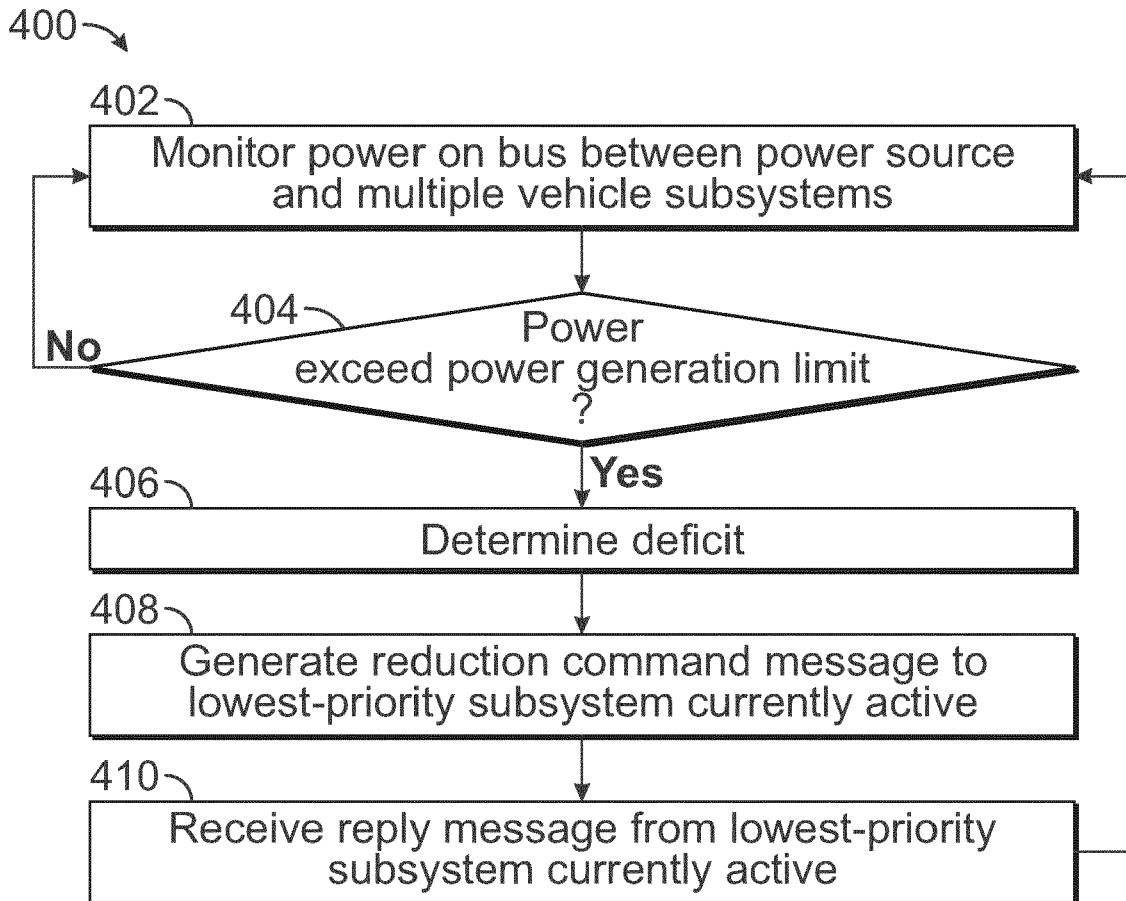 400
402
Monitor power on bus between power source
and multiple vehicle subsystems
404
Power
exceed power generation limit
?
No
Yes
406
Determine deficit
408
Generate reduction command message to
lowest-priority subsystem currently active
410
Receive reply message from lowest-priority
subsystem currently active